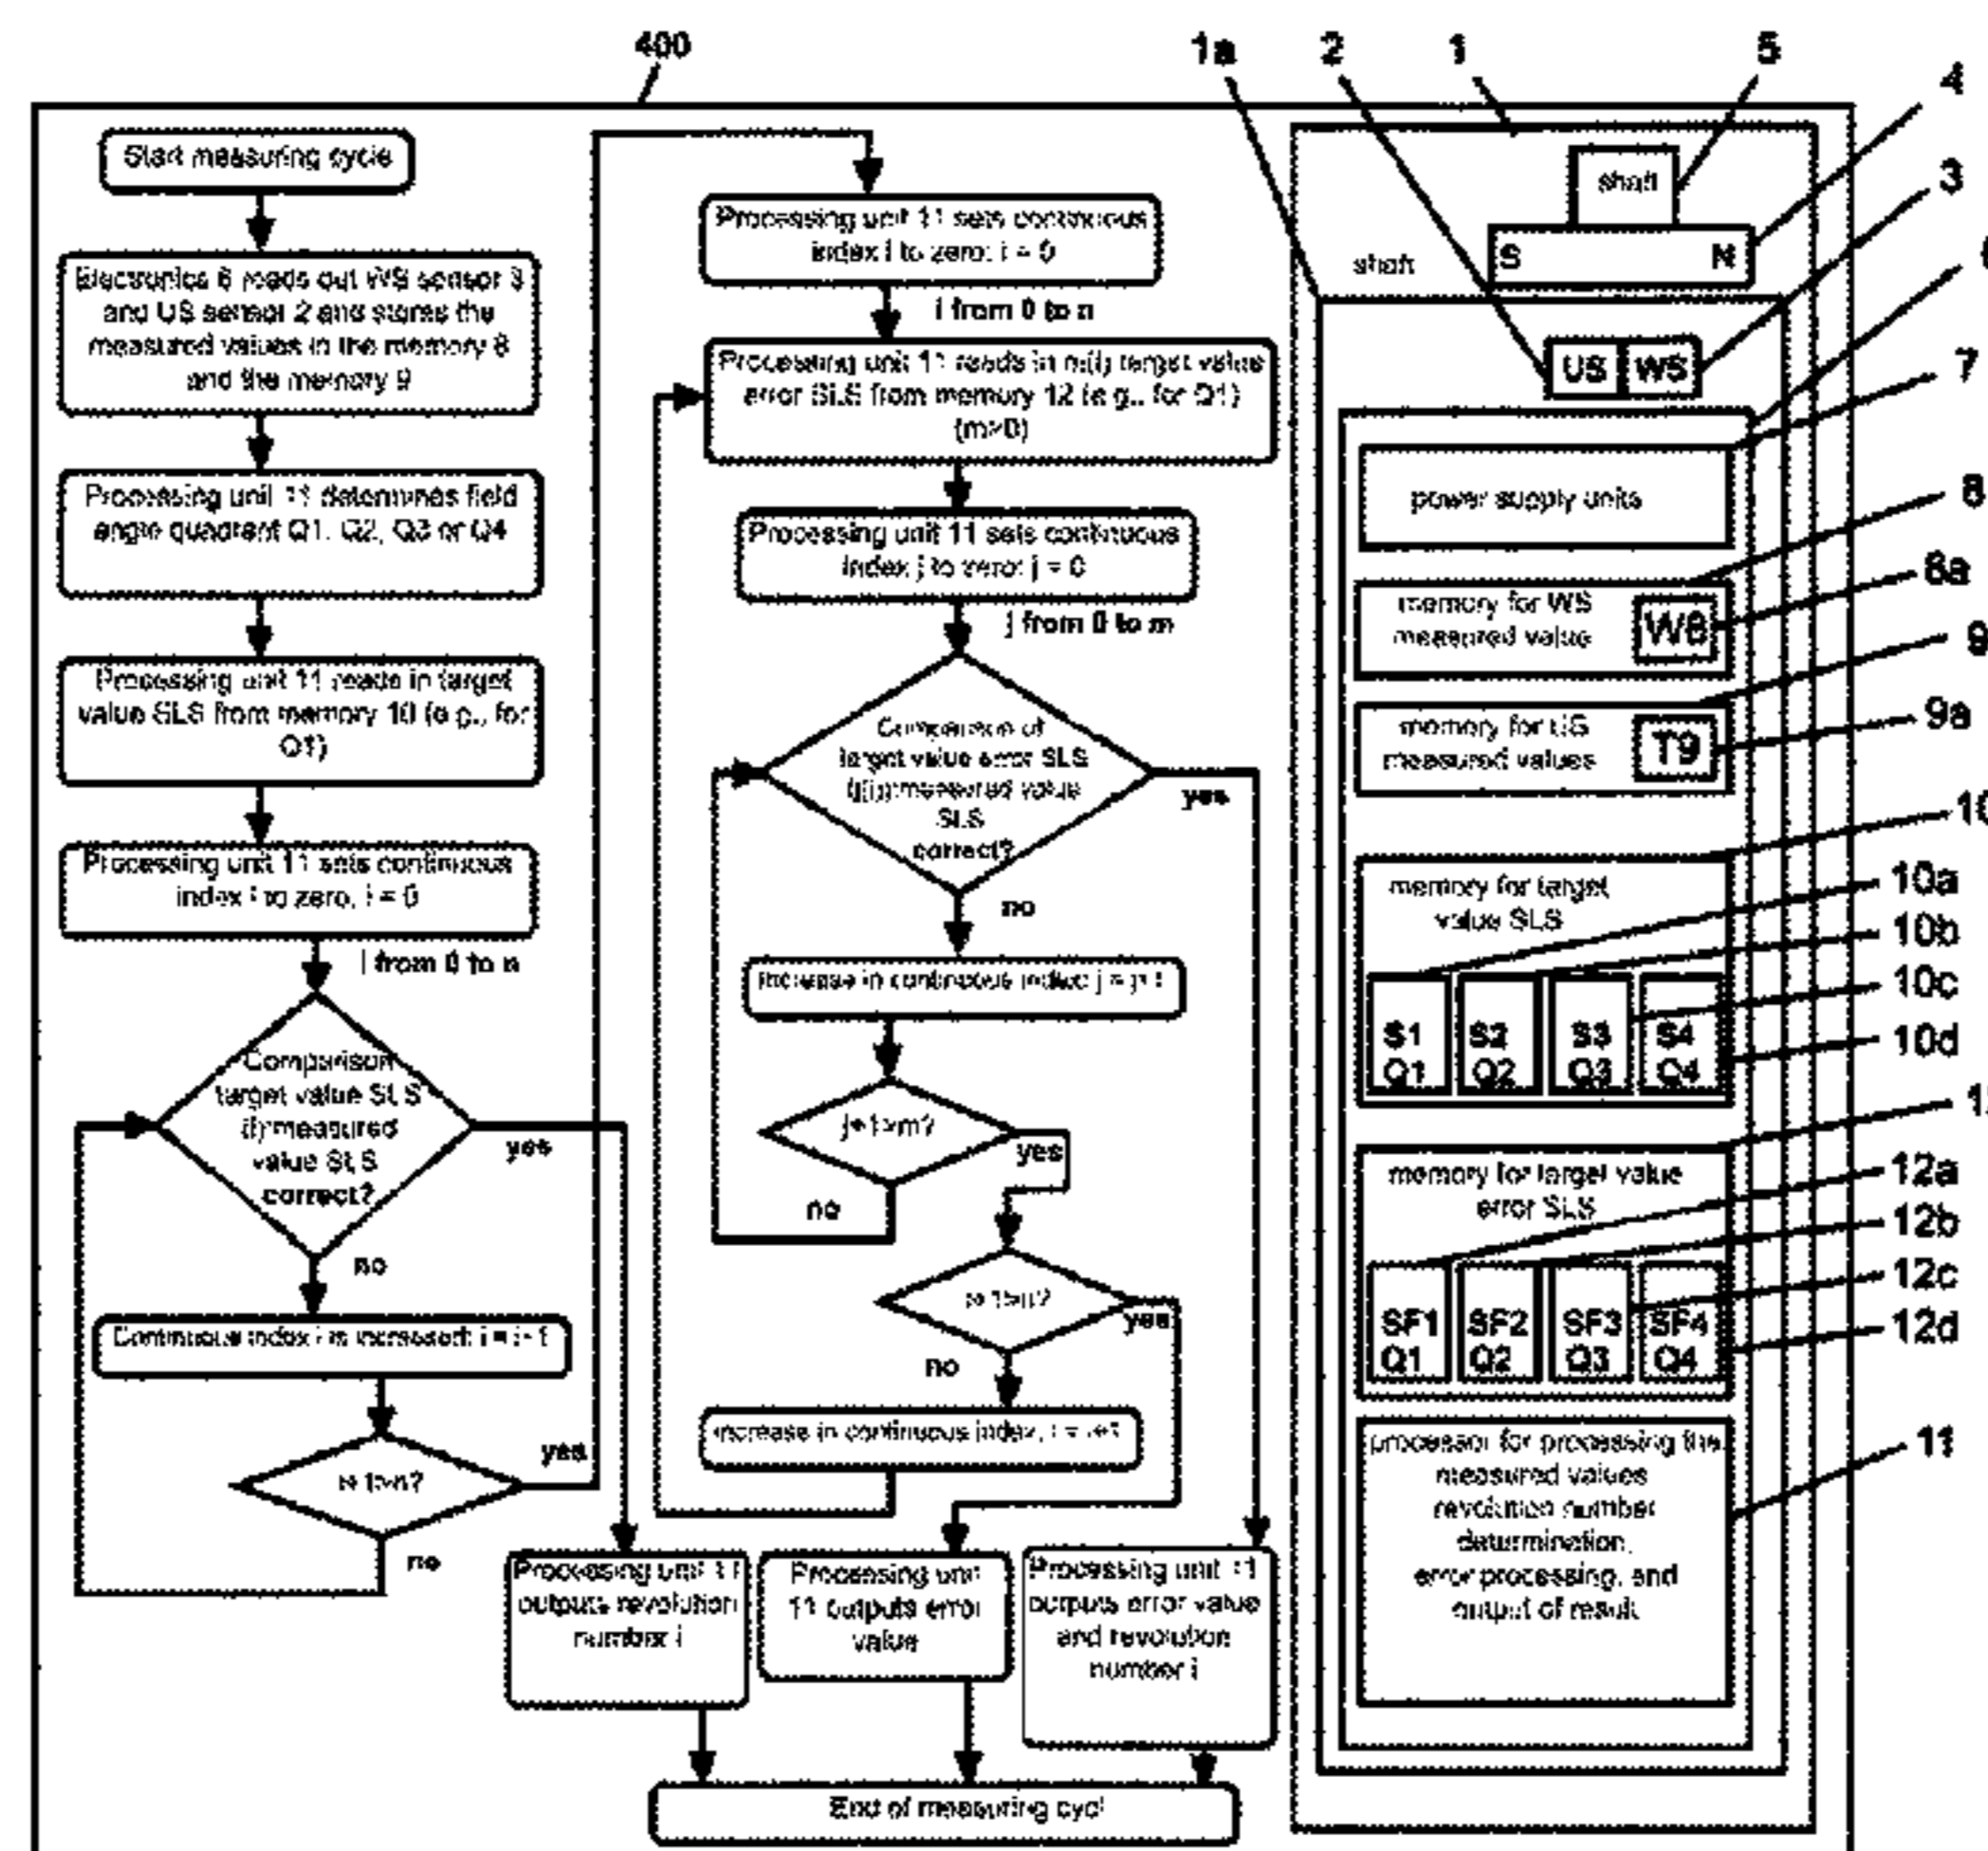 400
Start measuring cycle
Electronics 6 reads out WS sensor 3
and US sensor 2 and stores the
measured values in the memory 8
and the memory 9
Processing unit 11 determines field
angle quadrant Q1, Q2, Q3 or Q4
Processing unit 11 reads in target
value SLS from memory 10 (e.g., for
Q1)
Processing unit 11 sets continuous
index i to zero, i = 0
i from 0 to n
Comparison
target value SLS
measured
value SLS
correct?
yes
no
Continuous index i is increased:
yes
no
Processing unit 11 sets continuous
index i to zero: i = 0
i from 0 to n
Processing unit 11 reads in target value
error SLS from memory 12 (e.g., for Q1)
Processing unit 11 sets continuous
index j to zero: j = 0
j from 0 to m
Comparison of
target value error SLS
measured value
SLS
correct?
yes
no
Increase in continuous index:
yes
no
yes
no
Increase in continuous index,
Processing unit 11
outputs revolution
number i
Processing unit
11 outputs error
value
Processing unit 11
outputs error value
and revolution
number i
End of measuring cycl
1a
2
1
5
4
3
shaft
S N
shaft
US WS
7
power supply units
8
memory for WS
measured value
W8
8a
9
memory for US
measured values
T9
9a
10
memory for target
value SLS
10a
10b
10c
10d
S1 S2 S3 S4
Q1 Q2 Q3 Q4
memory for target value
error SLS
12a
12b
12c
12d
SF1 SF2 SF3 SF4
Q1 Q2 Q3 Q4
processor for processing the
measured values
revolution number
determination,
error processing, and
output of result
11